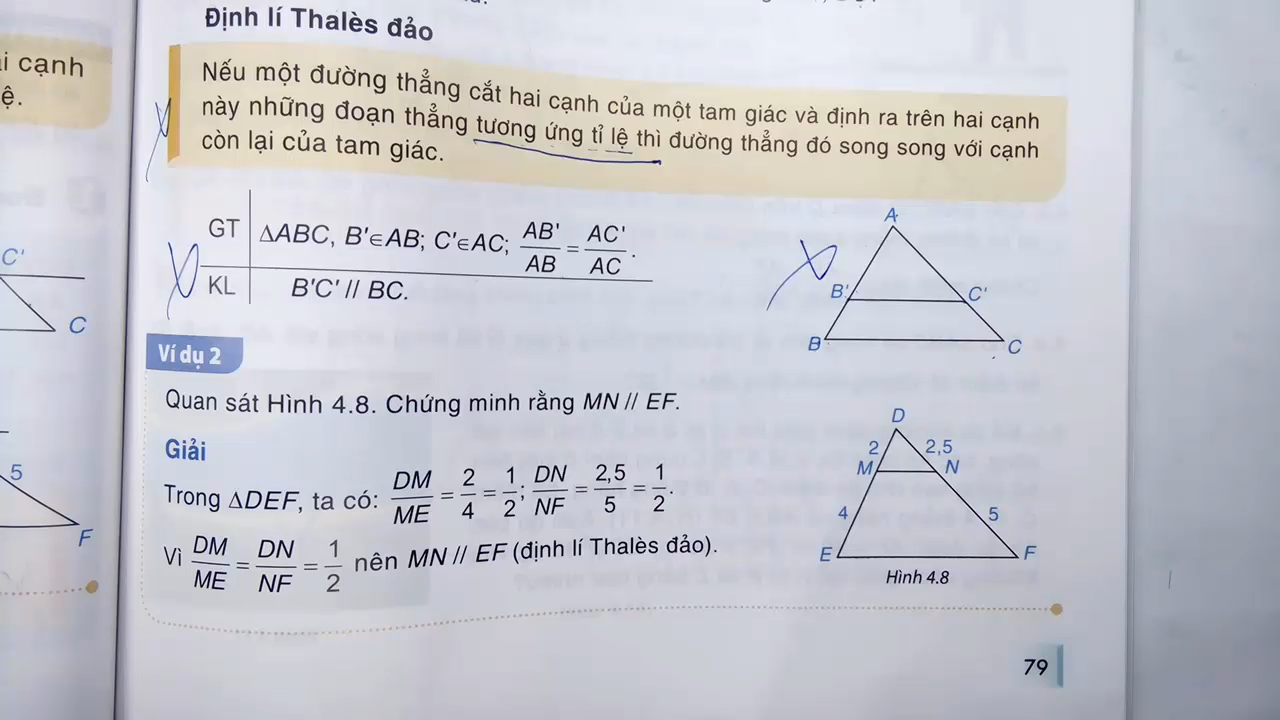 Định lí Thalès đảo
Nếu một đường thẳng cắt hai cạnh của một tam giác và định ra trên hai cạnh
này những đoạn thẳng tương ứng tỉ lệ thì đường thẳng đó song song với cạnh
còn lại của tam giác.
GT ∆ABC, B'∈AB; C'∈AC; AB'/AB = AC'/AC.
KL B'C' // BC.
A
B' C'
B C
Ví dụ 2
Quan sát Hình 4.8. Chứng minh rằng MN // EF.
Giải
Trong ∆DEF, ta có: DM/ME = 2/4 = 1/2; DN/NF = 2,5/5 = 1/2.
Vì DM/ME = DN/NF = 1/2 nên MN // EF (định lí Thalès đảo).
D
2 2,5
M N
4 5
E F
Hình 4.8
79
cạnh
ệ.
C'
C
5
F